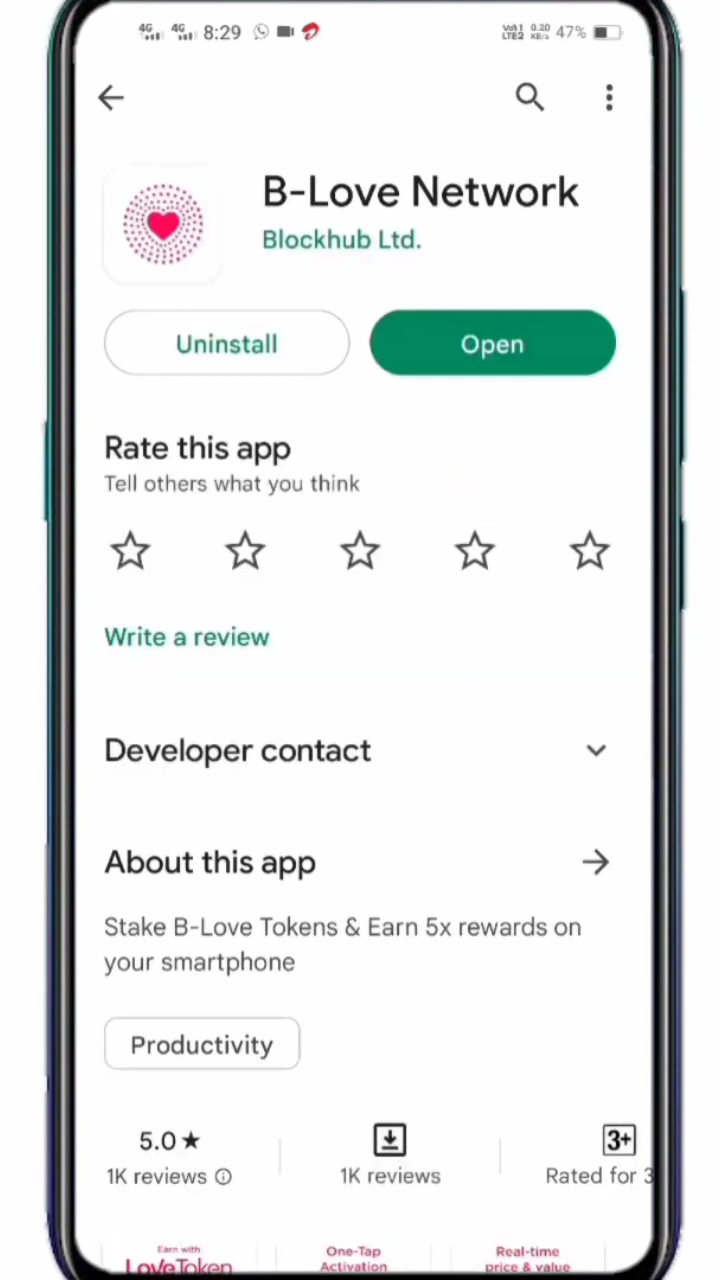 4G 4G 8:29 Vo1 LTE2 0.20 KB/s 47%
B-Love Network
Blockhub Ltd.
Uninstall
Open
Rate this app
Tell others what you think
Write a review
Developer contact
About this app
Stake B-Love Tokens & Earn 5x rewards on
your smartphone
Productivity
5.0 ★
3+
1K reviews
1K reviews
Rated for 3
Earn with
LoveToken
One-Tap
Activation
Real-time
price & value